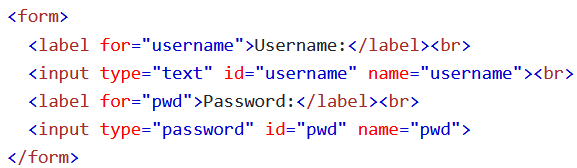 <form>
  <label for="username">Username:</label><br>
  <input type="text" id="username" name="username"><br>
  <label for="pwd">Password:</label><br>
  <input type="password" id="pwd" name="pwd">
</form>